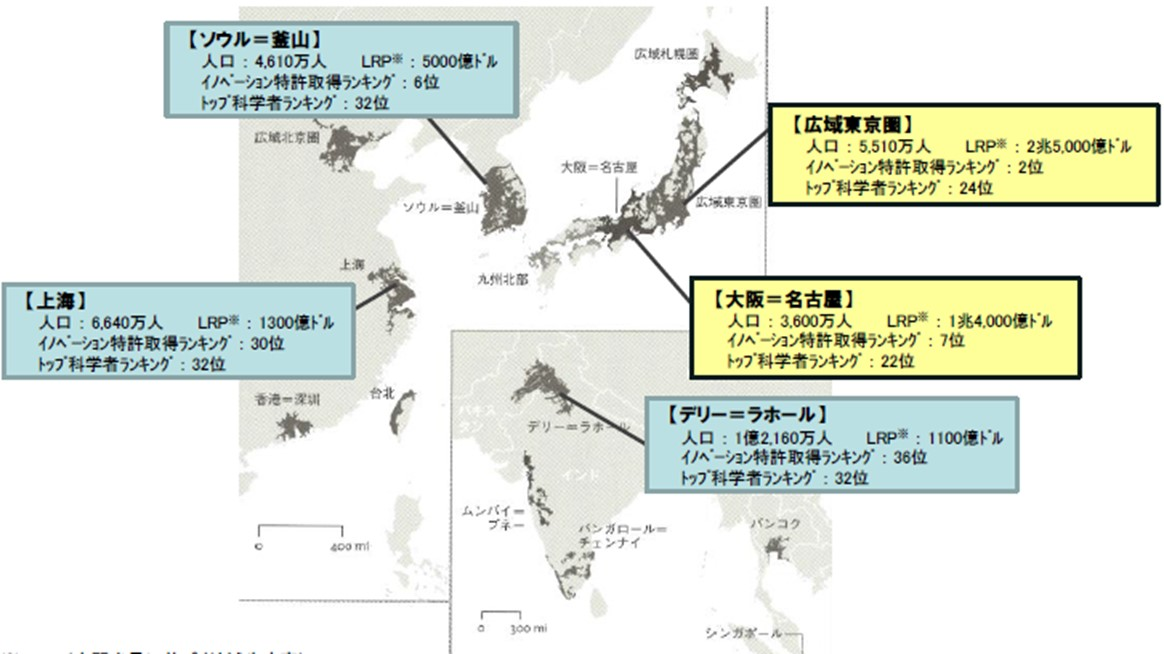 【ソウル=釜山】
人口 : 4,610万人 LRP※ : 5000億ﾄﾞﾙ
ｲﾉﾍﾞｰｼｮﾝ特許取得ﾗﾝｷﾝｸﾞ : 6位
ﾄｯﾌﾟ科学者ﾗﾝｷﾝｸﾞ : 32位
広域札幌圏
広域北京圏
【広域東京圏】
人口 : 5,510万人 LRP※ : 2兆5,000億ﾄﾞﾙ
ｲﾉﾍﾞｰｼｮﾝ特許取得ﾗﾝｷﾝｸﾞ : 2位
ﾄｯﾌﾟ科学者ﾗﾝｷﾝｸﾞ : 24位
大阪=名古屋
ソウル=釜山
広域東京圏
上海
九州北部
【上海】
人口 : 6,640万人 LRP※ : 1300億ﾄﾞﾙ
ｲﾉﾍﾞｰｼｮﾝ特許取得ﾗﾝｷﾝｸﾞ : 30位
ﾄｯﾌﾟ科学者ﾗﾝｷﾝｸﾞ : 32位
【大阪=名古屋】
人口 : 3,600万人 LRP※ : 1兆4,000億ﾄﾞﾙ
ｲﾉﾍﾞｰｼｮﾝ特許取得ﾗﾝｷﾝｸﾞ : 7位
ﾄｯﾌﾟ科学者ﾗﾝｷﾝｸﾞ : 22位
香港=深圳
台北
パキス
タン
デリー=ラホール
【デリー=ラホール】
人口 : 1億2,160万人 LRP※ : 1100億ﾄﾞﾙ
ｲﾉﾍﾞｰｼｮﾝ特許取得ﾗﾝｷﾝｸﾞ : 36位
ﾄｯﾌﾟ科学者ﾗﾝｷﾝｸﾞ : 32位
インド
ムンバイ=
プネー
バンガロール=
チェンナイ
バンコク
0 400 mi
0 300 mi
シンガポール